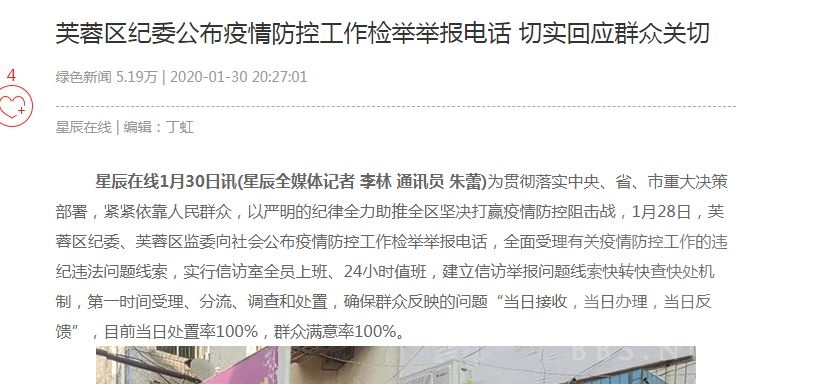 芙蓉区纪委公布疫情防控工作检举举报电话 切实回应群众关切
4
绿色新闻 5.19万 | 2020-01-30 20:27:01
星辰在线 | 编辑：丁虹
星辰在线1月30日讯(星辰全媒体记者 李林 通讯员 朱蕾)为贯彻落实中央、省、市重大决策
部署，紧紧依靠人民群众，以严明的纪律全力助推全区坚决打赢疫情防控阻击战，1月28日，芙
蓉区纪委、芙蓉区监委向社会公布疫情防控工作检举举报电话，全面受理有关疫情防控工作的违
纪违法问题线索，实行信访室全员上班、24小时值班，建立信访举报问题线索快转快查快处机
制，第一时间受理、分流、调查和处置，确保群众反映的问题“当日接收，当日办理，当日反
馈”，目前当日处置率100%，群众满意率100%。